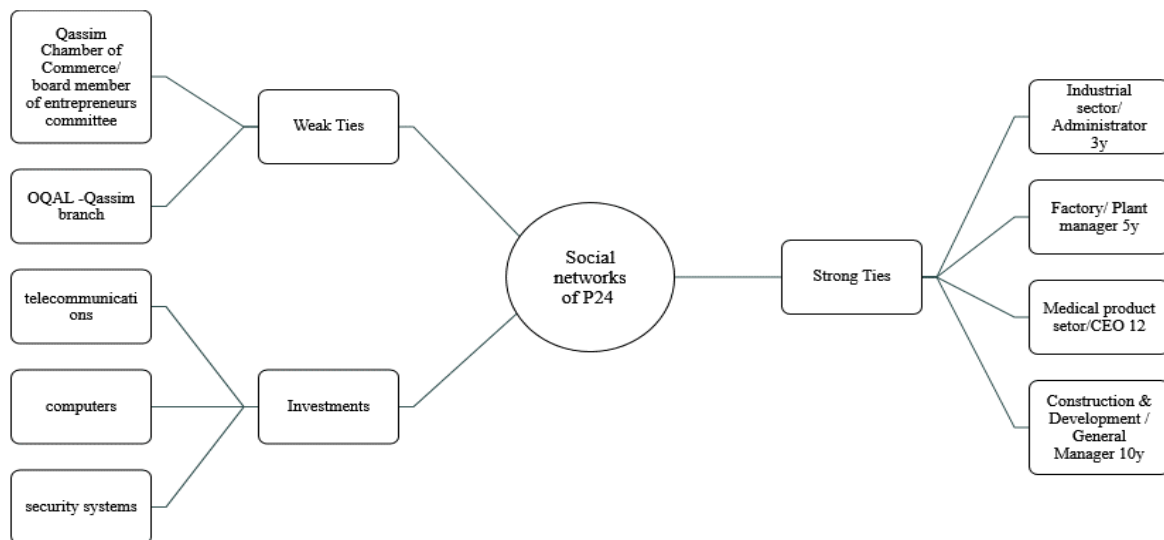 Qassim
Chamber of
Commerce/
board member
of entrepreneurs
committee
OQAL -Qassim
branch
Weak Ties
telecommunicati
ons
computers
security systems
Investments
Social
networks
of P24
Strong Ties
Industrial
sector/
Administrator
3y
Factory/ Plant
manager 5y
Medical product
setor/CEO 12
Construction &
Development /
General
Manager 10y